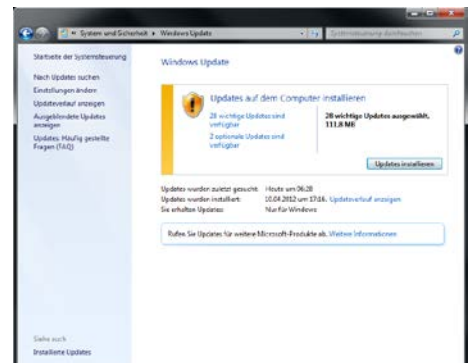 System und Sicherheit ▸ Windows Update
Systemsteuerung durchsuchen
Startseite der Systemsteuerung
Nach Updates suchen
Einstellungen ändern
Updateverlauf anzeigen
Ausgeblendete Updates
anzeigen
Updates: Häufig gestellte
Fragen (FAQ)
Windows Update
Updates auf dem Computer installieren
28 wichtige Updates sind
verfügbar
2 optionale Updates sind
verfügbar
28 wichtige Updates ausgewählt,
111,8 MB
Updates installieren
Updates wurden zuletzt gesucht: Heute um 06:28
Updates wurden installiert: 10.04.2012 um 17:16. Updateverlauf anzeigen
Sie erhalten Updates: Nur für Windows
Rufen Sie Updates für weitere Microsoft-Produkte ab. Weitere Informationen
Siehe auch
Installierte Updates